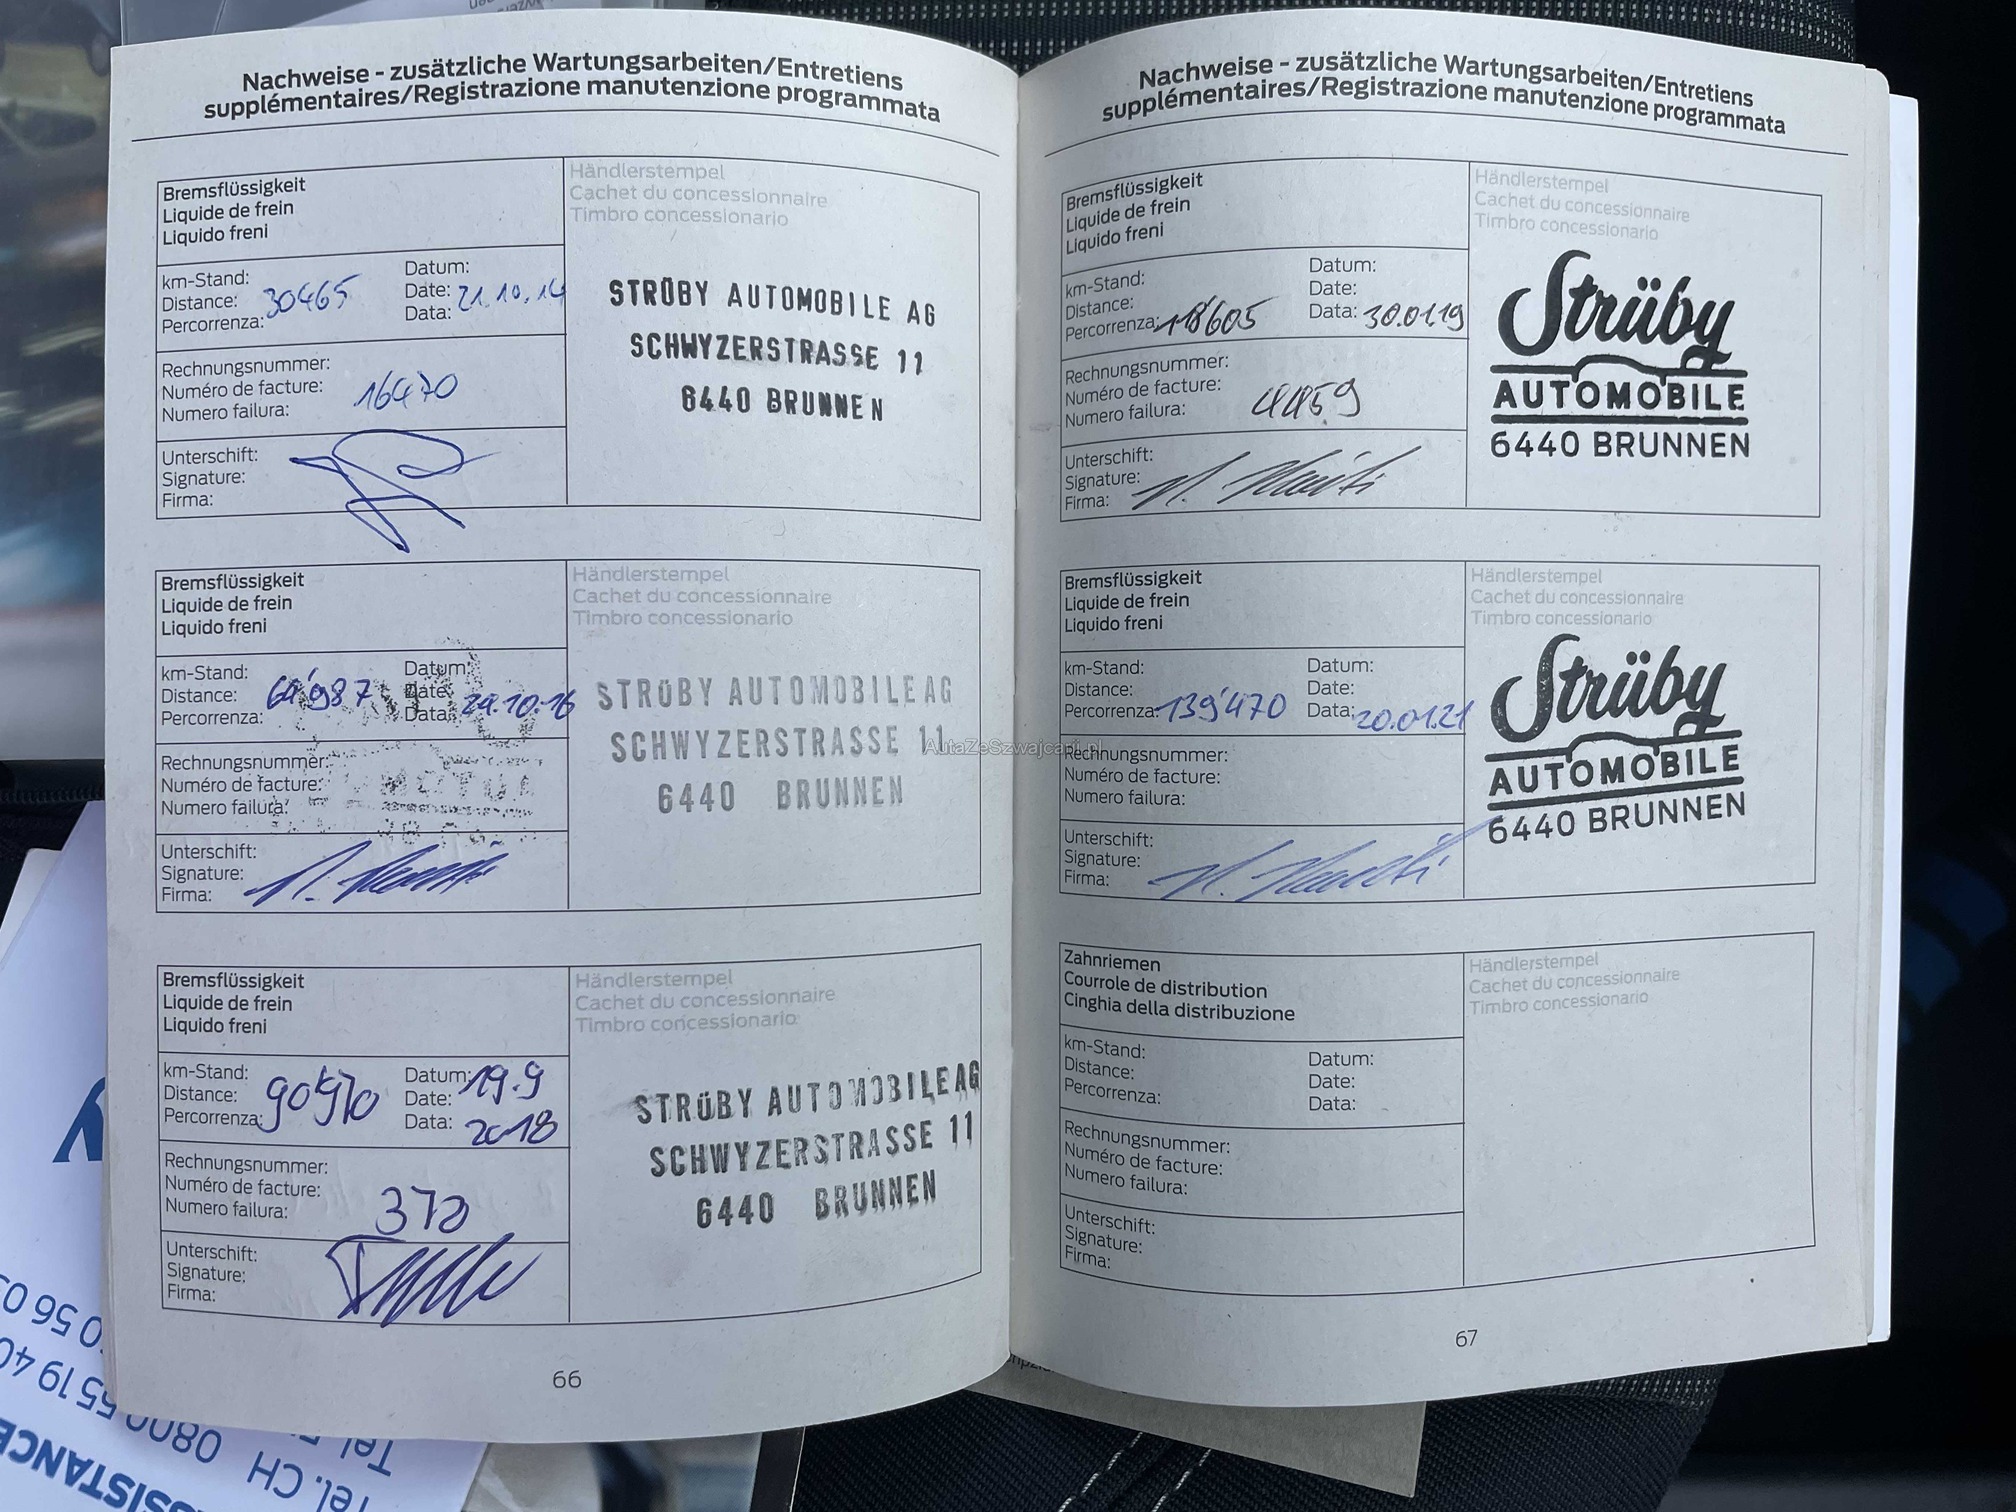 Nachweise - zusätzliche Wartungsarbeiten/Entretiens
supplémentaires/Registrazione manutenzione programmata
Bremsflüssigkeit
Liquide de frein
Liquido freni
Händlerstempel
Cachet du concessionnaire
Timbro concessionario
km-Stand:
Distance: 30465
Percorrenza:
Datum:
Date: 21.10.14
Data:
Rechnungsnummer:
Numéro de facture: 16470
Numero failura:
Unterschift:
Signature:
Firma:
STRÜBY AUTOMOBILE AG
SCHWYZERSTRASSE 11
6440 BRUNNEN
Bremsflüssigkeit
Liquide de frein
Liquido freni
Händlerstempel
Cachet du concessionnaire
Timbro concessionario
km-Stand:
Distance: 64'987
Percorrenza:
Datum:
Date:
Data: 24.10.16
Rechnungsnummer:
Numéro de facture:
Numero failura:
Unterschift:
Signature:
Firma:
STRÜBY AUTOMOBILE AG
SCHWYZERSTRASSE 11
6440 BRUNNEN
Bremsflüssigkeit
Liquide de frein
Liquido freni
Händlerstempel
Cachet du concessionnaire
Timbro concessionario
km-Stand:
Distance:
Percorrenza:
Datum: 19.9
Date:
Data: 2018
Rechnungsnummer:
Numéro de facture:
Numero failura: 370
Unterschift:
Signature:
Firma:
STRÜBY AUTOMOBILE AG
SCHWYZERSTRASSE 11
6440 BRUNNEN
66
Nachweise - zusätzliche Wartungsarbeiten/Entretiens
supplémentaires/Registrazione manutenzione programmata
Bremsflüssigkeit
Liquide de frein
Liquido freni
Händlerstempel
Cachet du concessionnaire
Timbro concessionario
km-Stand:
Distance:
Percorrenza: 118'605
Datum:
Date:
Data: 30.01.19
Rechnungsnummer:
Numéro de facture:
Numero failura: 4459
Unterschift:
Signature:
Firma:
Strüby
AUTOMOBILE
6440 BRUNNEN
Bremsflüssigkeit
Liquide de frein
Liquido freni
Händlerstempel
Cachet du concessionnaire
Timbro concessionario
km-Stand:
Distance:
Percorrenza: 139'470
Datum:
Date:
Data: 20.01.21
Rechnungsnummer:
Numéro de facture:
Numero failura:
Unterschift:
Signature:
Firma:
Strüby
AUTOMOBILE
6440 BRUNNEN
Zahnriemen
Courrole de distribution
Cinghia della distribuzione
Händlerstempel
Cachet du concessionnaire
Timbro concessionario
km-Stand:
Distance:
Percorrenza:
Datum:
Date:
Data:
Rechnungsnummer:
Numéro de facture:
Numero failura:
Unterschift:
Signature:
Firma:
67
AutaZeSzwajcarii.pl
Tel. CH 0800